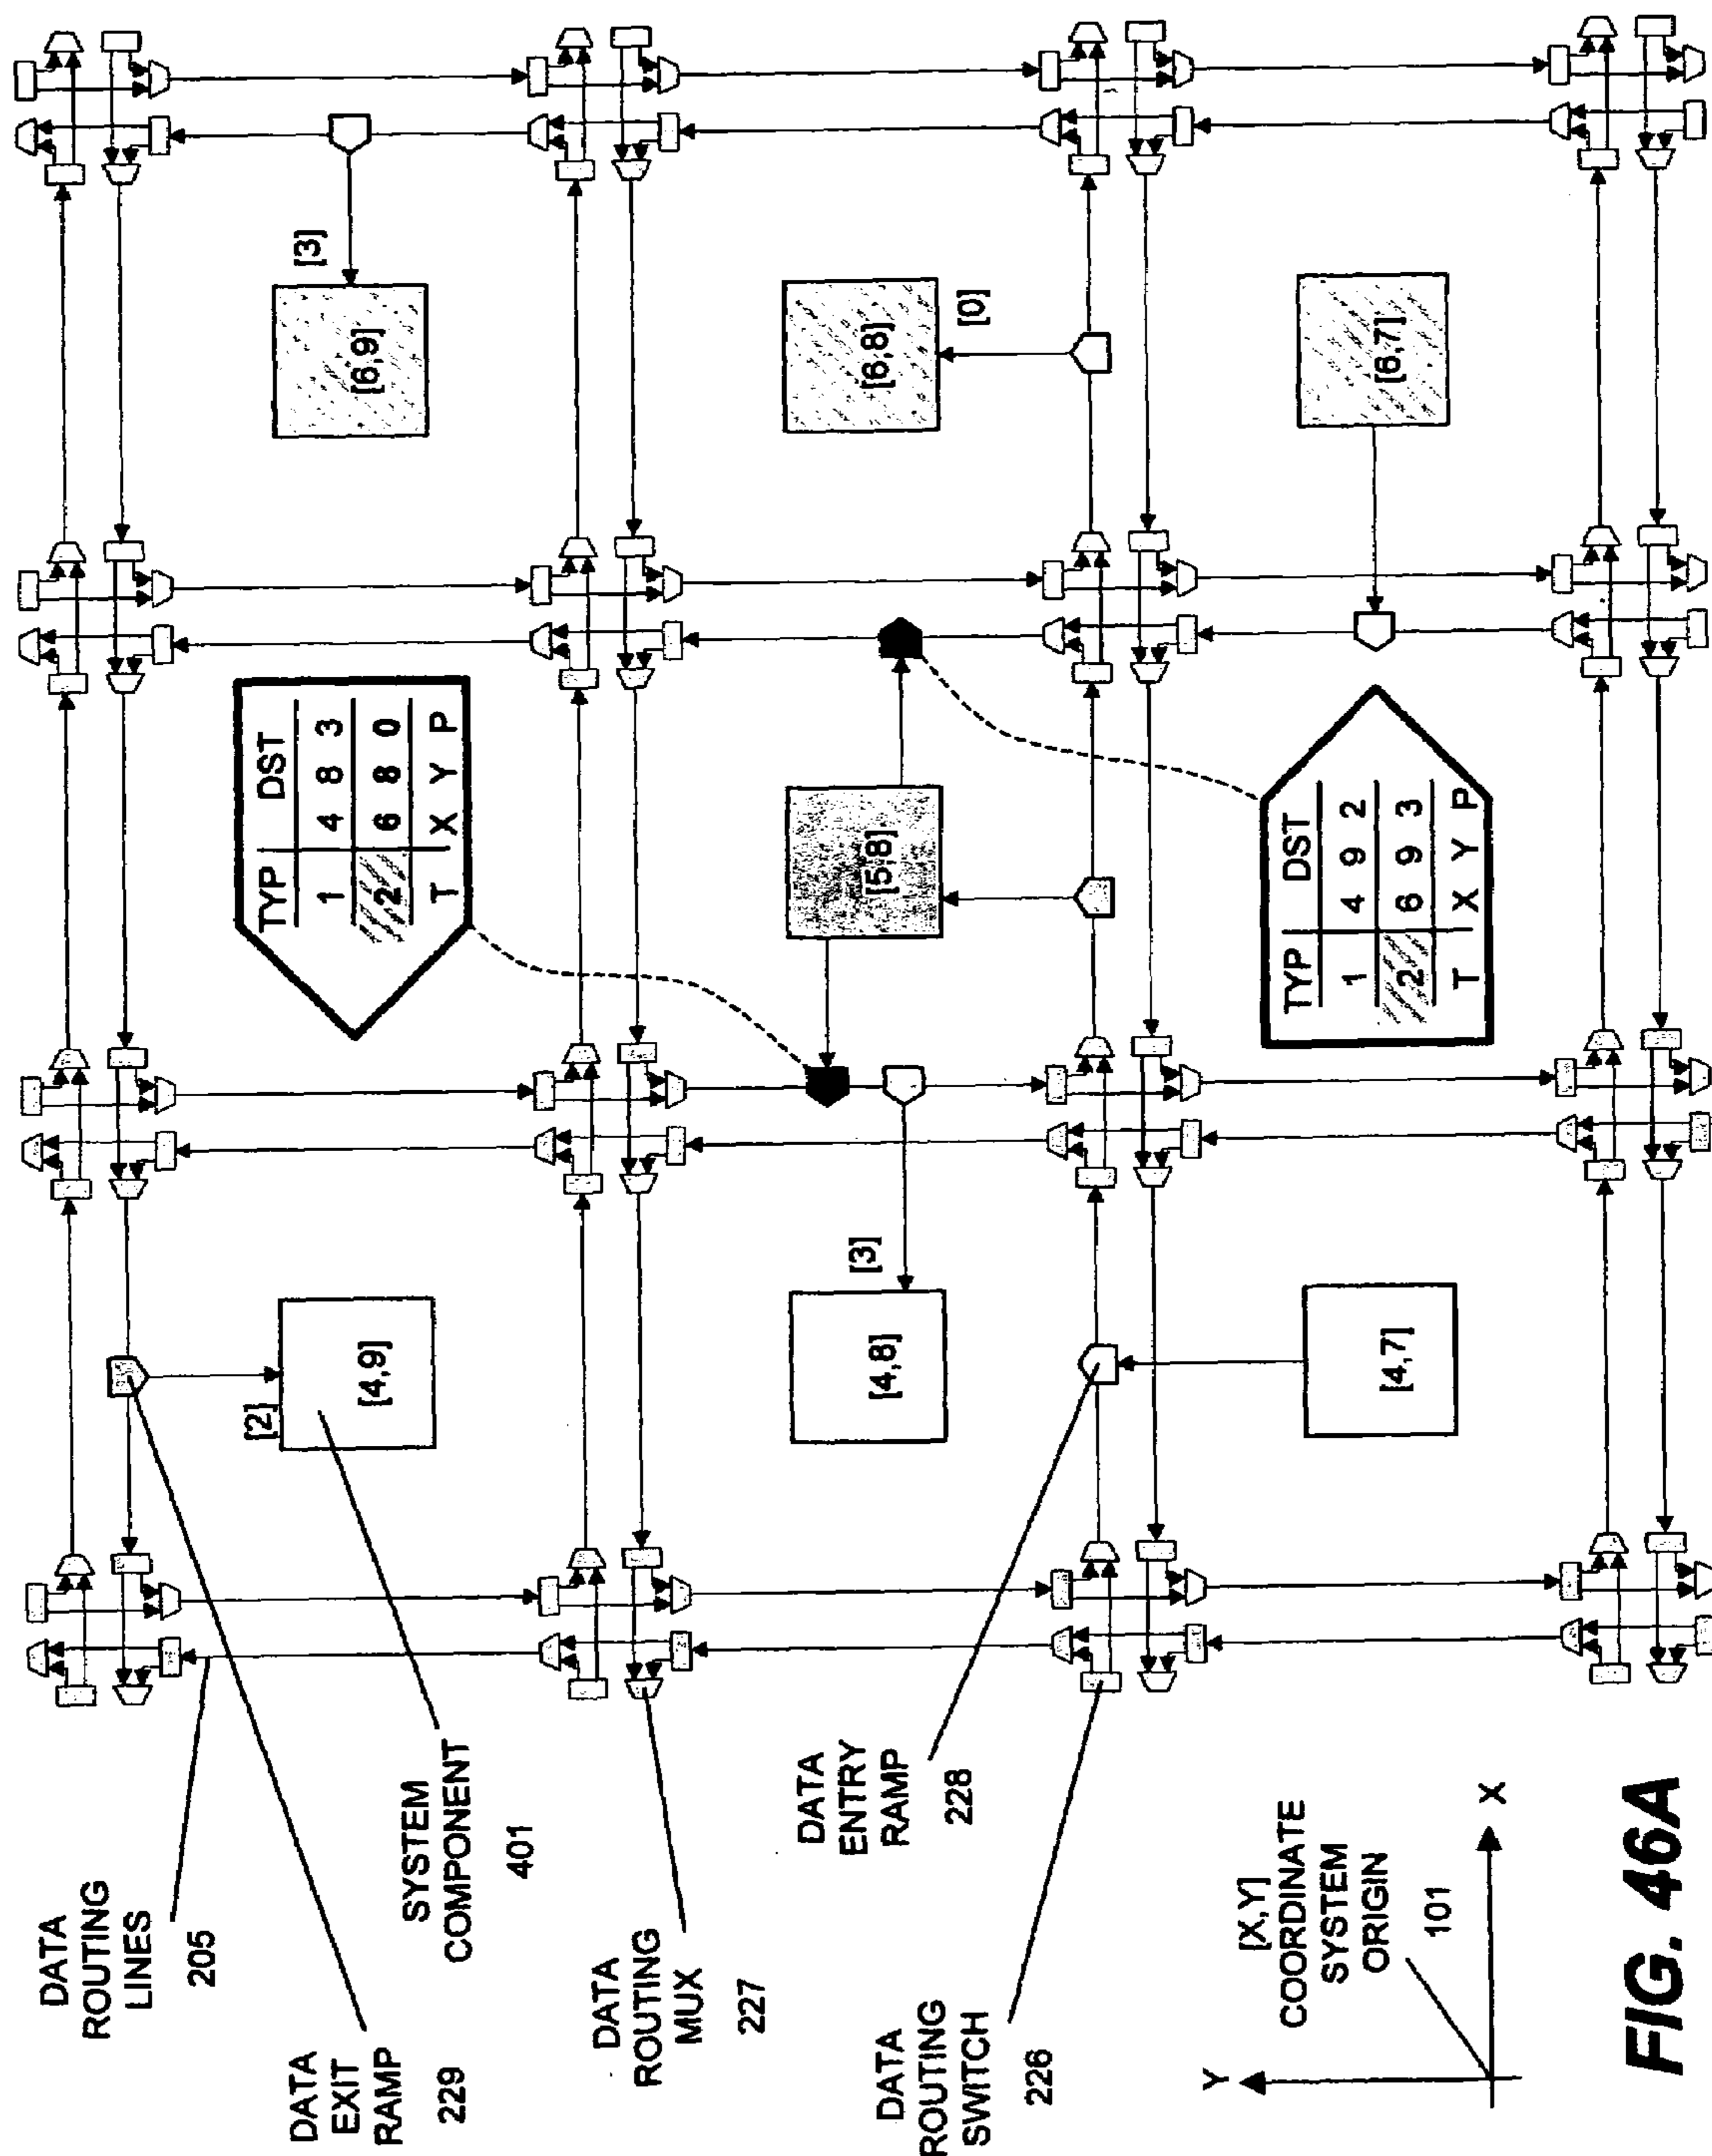 DATA
ROUTING
LINES
205
DATA
EXIT
RAMP
229
SYSTEM
COMPONENT
401
DATA
ROUTING
MUX
227
DATA
ENTRY
RAMP
228
DATA
ROUTING
SWITCH
226
[2]
[4,9]
TYP DST
1 4 8 3
2 6 8 0
T X Y P
[3]
[6,9]
[4,8]
[3]
[5,8]
[6,8]
[0]
[4,7]
TYP DST
1 4 9 2
2 6 9 3
T X Y P
[6,7]
Y
[X,Y]
COORDINATE
SYSTEM
ORIGIN
101
X
FIG. 46A